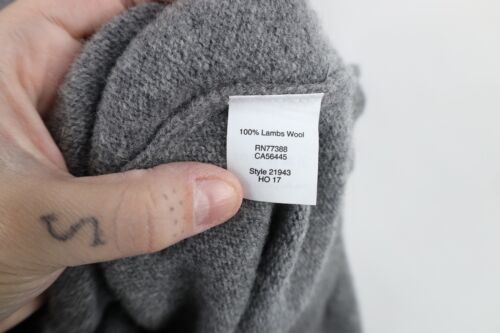 100% Lambs Wool
RN77388
CA56445
Style 21943
HO 17